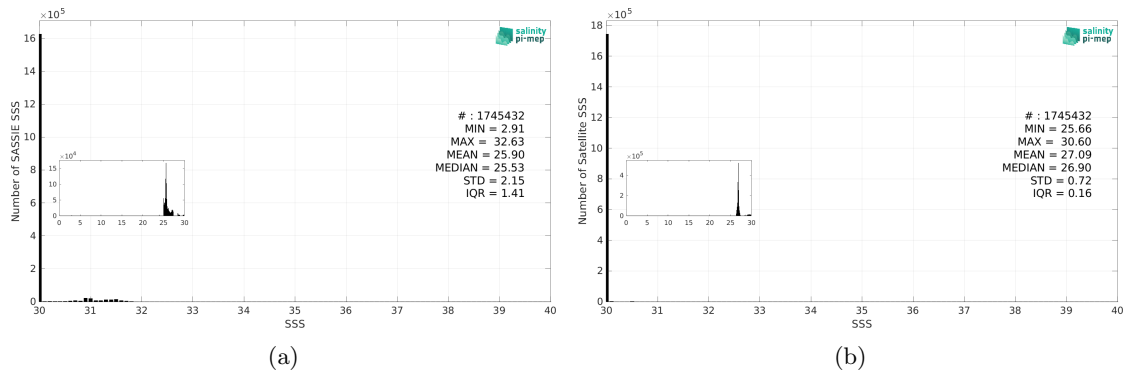 ×10⁵
16
14
12
10
8
6
4
2
0
Number of SASSIE SSS
salinity
pi-mep
# : 1745432
MIN = 2.91
MAX = 32.63
MEAN = 25.90
MEDIAN = 25.53
STD = 2.15
IQR = 1.41
×10⁴
15
10
5
0
0 5 10 15 20 25 30
30 31 32 33 34 35 36 37 38 39 40
SSS
(a)
×10⁵
18
16
14
12
10
8
6
4
2
0
Number of Satellite SSS
salinity
pi-mep
# : 1745432
MIN = 25.66
MAX = 30.60
MEAN = 27.09
MEDIAN = 26.90
STD = 0.72
IQR = 0.16
×10⁵
4
2
0
0 5 10 15 20 25 30
30 31 32 33 34 35 36 37 38 39 40
SSS
(b)